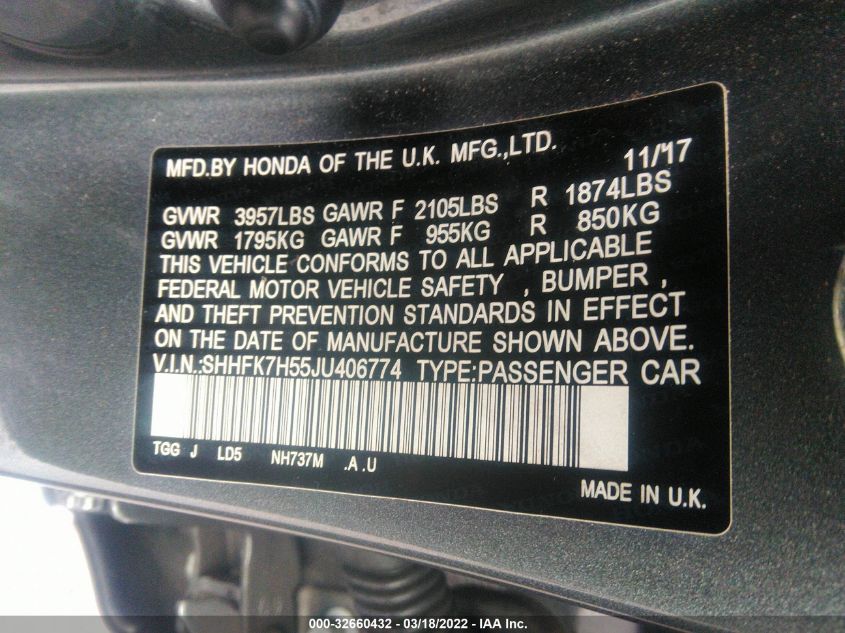 MFD.BY HONDA OF THE U.K. MFG.,LTD. 11/'17
GVWR 3957LBS GAWR F 2105LBS R 1874LBS
GVWR 1795KG GAWR F 955KG R 850KG
THIS VEHICLE CONFORMS TO ALL APPLICABLE
FEDERAL MOTOR VEHICLE SAFETY , BUMPER ,
AND THEFT PREVENTION STANDARDS IN EFFECT
ON THE DATE OF MANUFACTURE SHOWN ABOVE.
V.I.N.:SHHFK7H55JU406774 TYPE:PASSENGER CAR
TGG J LD5 NH737M .A .U
MADE IN U.K.
000-32660432 - 03/18/2022 - IAA Inc.